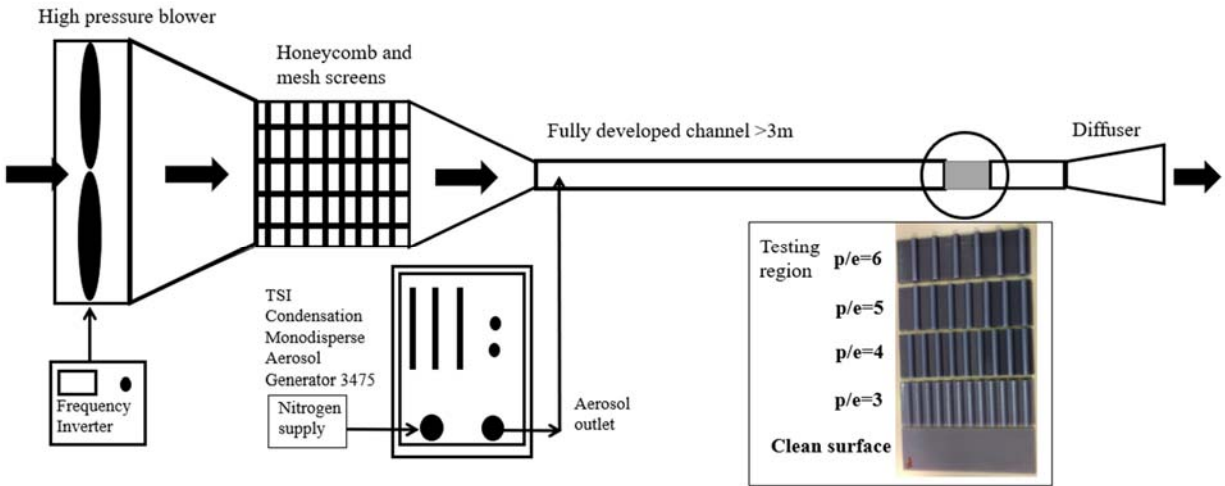 High pressure blower
Honeycomb and
mesh screens
Fully developed channel >3m
Diffuser
TSI
Condensation
Monodisperse
Aerosol
Generator 3475
Nitrogen
supply
Frequency
Inverter
Aerosol
outlet
Testing
region
p/e=6
p/e=5
p/e=4
p/e=3
Clean surface